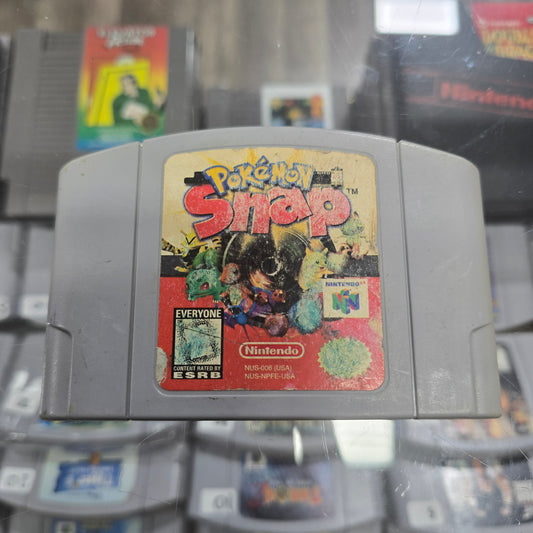 POKéMON
Snap
TM
NINTENDO 64
EVERYONE
CONTENT RATED BY
ESRB
Nintendo
NUS-006 (USA)
NUS-NPFE-USA
Nintendo